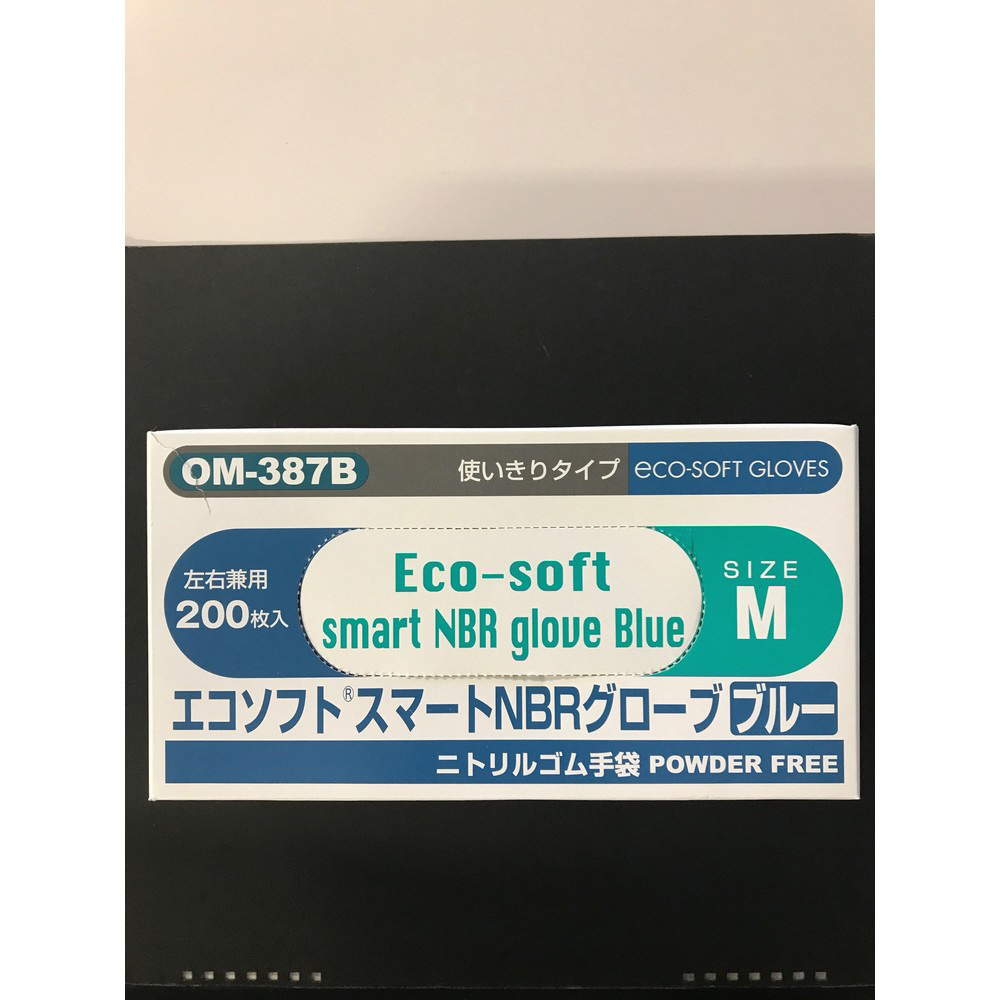 OM-387B 使いきりタイプ eco-SOFT GLOVES
左右兼用
200枚入
Eco-soft
smart NBR glove Blue
SIZE
M
エコソフト®スマートNBRグローブ ブルー
ニトリルゴム手袋 POWDER FREE